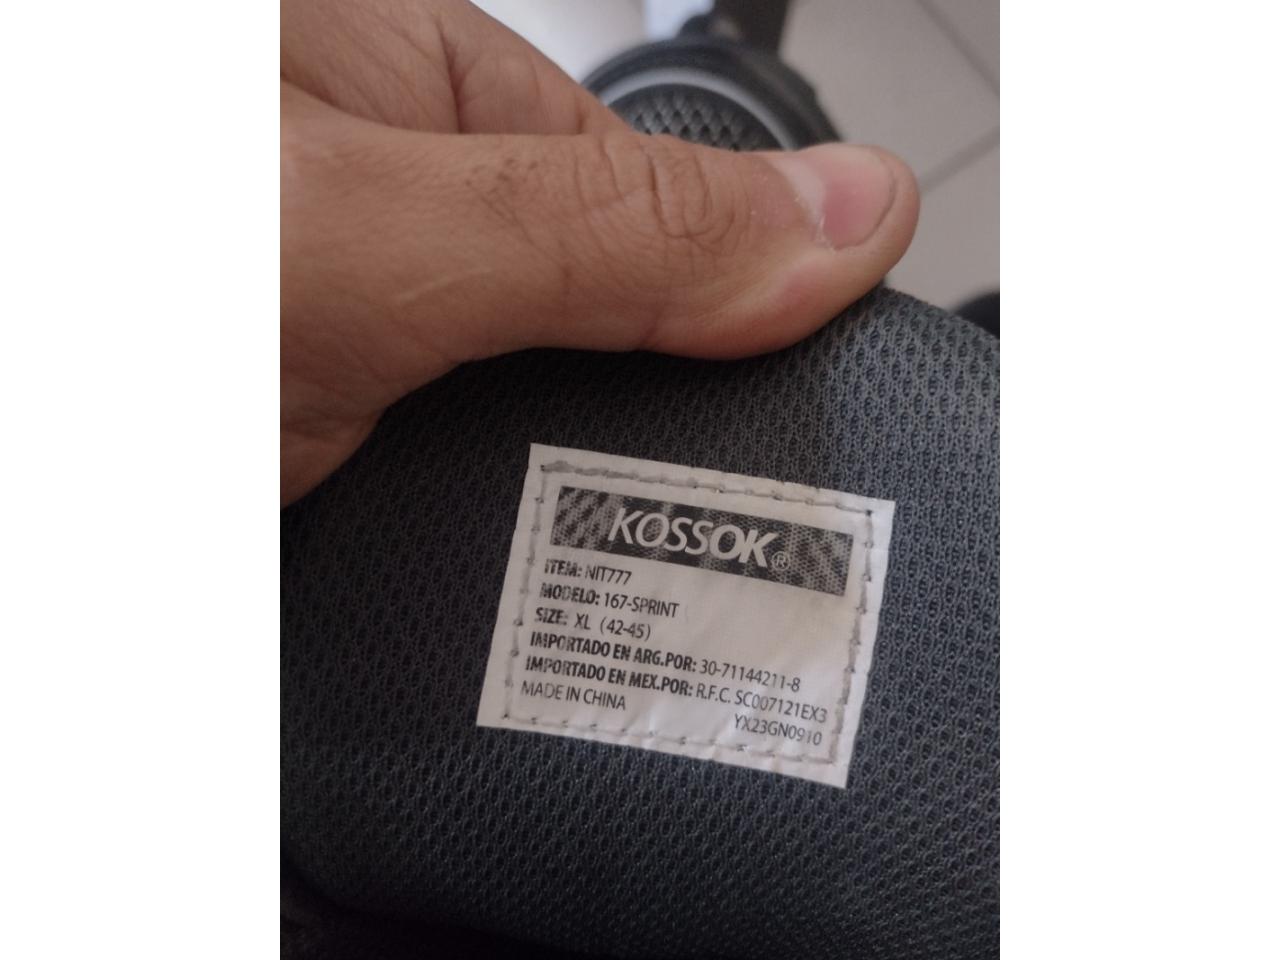 KOSSOK®
ITEM: NIT777
MODELO: 167-SPRINT
SIZE: XL (42-45)
IMPORTADO EN ARG.POR: 30-71144211-8
IMPORTADO EN MEX.POR: R.F.C. SC007121EX3
MADE IN CHINA
YX23GN0910